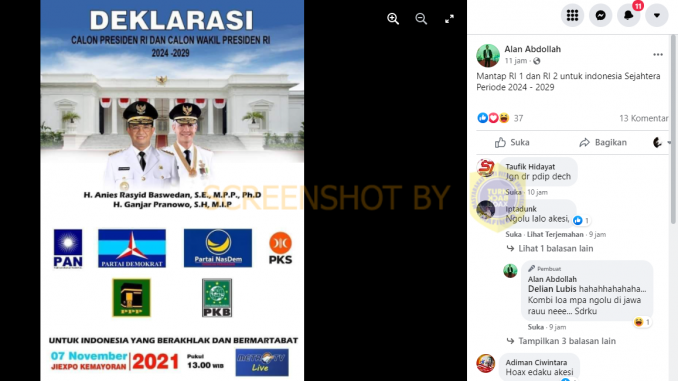 DEKLARASI
CALON PRESIDEN RI DAN CALON WAKIL PRESIDEN RI
2024 -2029
H. Anies Rasyid Baswedan, S.E., M.P.P., Ph.D
H. Ganjar Pranowo, S.H, M.I.P
SCREENSHOT BY
PAN
PARTAI DEMOKRAT
Partai NasDem
PKS
PPP
PKB
UNTUK INDONESIA YANG BERAKHLAK DAN BERMARTABAT
07 November
JIEXPO KEMAYORAN
2021
Pukul
13.00 WIB
METRO TV
Live
11
Alan Abdollah
11 jam
Mantap RI 1 dan RI 2 untuk indonesia Sejahtera
Periode 2024 - 2029
37
13 Komentar
Suka
Bagikan
Taufik Hidayat
Jgn dr pdip dech
Suka · 10 jam
Iptadunk
Ngolu lalo akesi,
1
Suka · Lihat Terjemahan · 9 jam
Lihat 1 balasan lain
Pembuat
Alan Abdollah
Delian Lubis hahahhahahaha...
Kombi loa mpa ngolu di jawa
rauu neee... Sdrku
1
Suka · 9 jam
Tampilkan 3 balasan lain
Adiman Ciwintara
Hoax edaku akesi